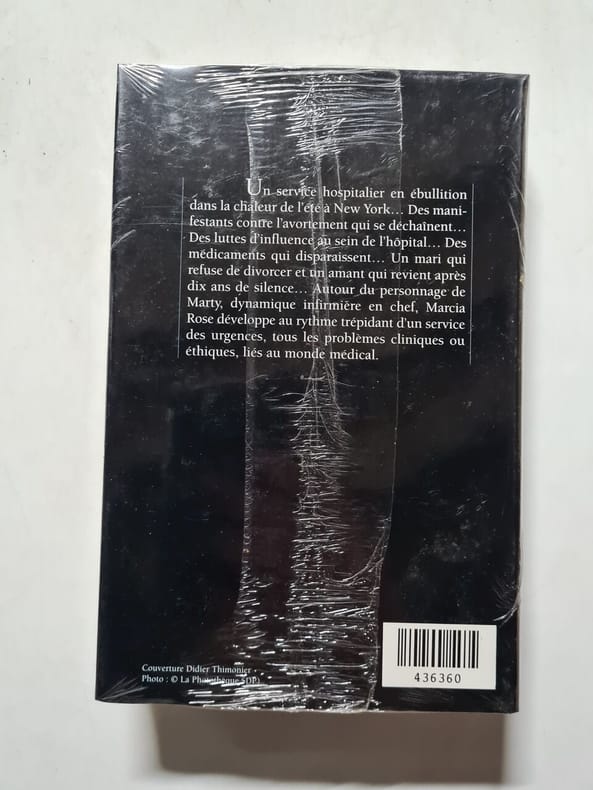 Un service hospitalier en ébullition
dans la chaleur de l'été à New York... Des mani-
festants contre l'avortement qui se déchaînent...
Des luttes d'influence au sein de l'hôpital... Des
médicaments qui disparaissent... Un mari qui
refuse de divorcer et un amant qui revient après
dix ans de silence... Autour du personnage de
Marty, dynamique infirmière en chef, Marcia
Rose développe au rythme trépidant d'un service
des urgences, tous les problèmes cliniques ou
éthiques, liés au monde médical.
Couverture Didier Thimonier
Photo : © La Photothèque SDP
436360